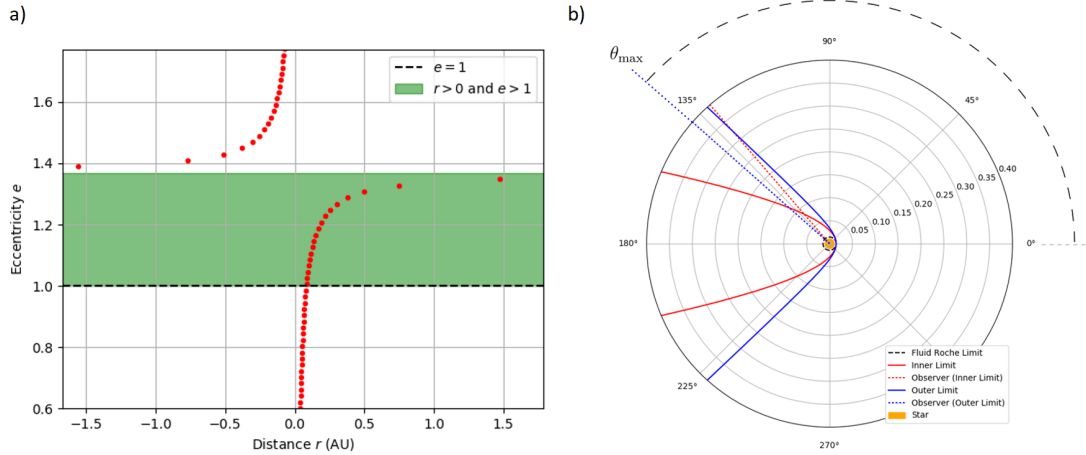 a)
1.6
1.4
1.2
1.0
0.8
0.6
Eccentricity e
-1.5
-1.0
-0.5
0.0
0.5
1.0
1.5
Distance r (AU)
e = 1
r > 0 and e > 1
b)
θmax
90°
135°
45°
180°
0°
225°
270°
0.05
0.10
0.15
0.20
0.25
0.30
0.35
0.40
Fluid Roche Limit
Inner Limit
Observer (Inner Limit)
Outer Limit
Observer (Outer Limit)
Star